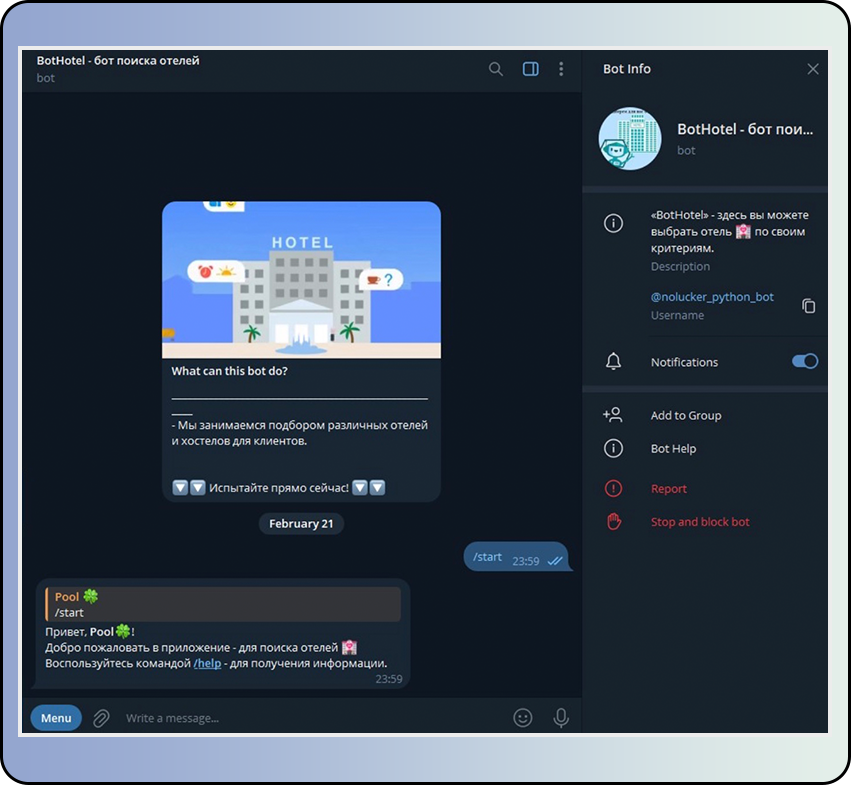 BotHotel - бот поиска отелей
bot
HOTEL
?
What can this bot do?
- Мы занимаемся подбором различных отелей
и хостелов для клиентов.
🔽🔽 Испытайте прямо сейчас! 🔽🔽
February 21
/start 23:59
Pool 🍀
/start
Привет, Pool🍀!
Добро пожаловать в приложение - для поиска отелей 🏩
Воспользуйтесь командой /help - для получения информации.
23:59
Menu
Write a message...
Bot Info
BotHotel - бот пои...
bot
«BotHotel» - здесь вы можете
выбрать отель 🏩 по своим
критериям.
Description
@nolucker_python_bot
Username
Notifications
Add to Group
Bot Help
Report
Stop and block bot